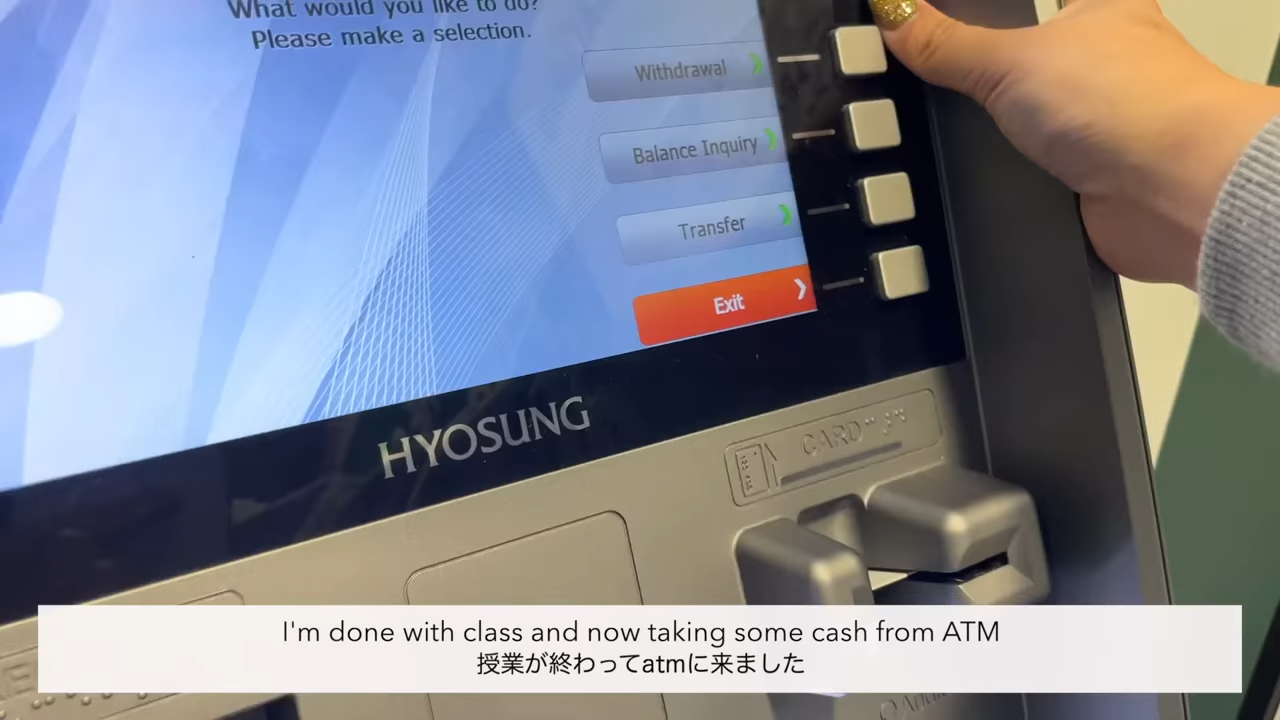 What would you like to do?
Please make a selection.
Withdrawal
Balance Inquiry
Transfer
Exit
HYOSUNG
CARD
I'm done with class and now taking some cash from ATM
授業が終わってatmに来ました